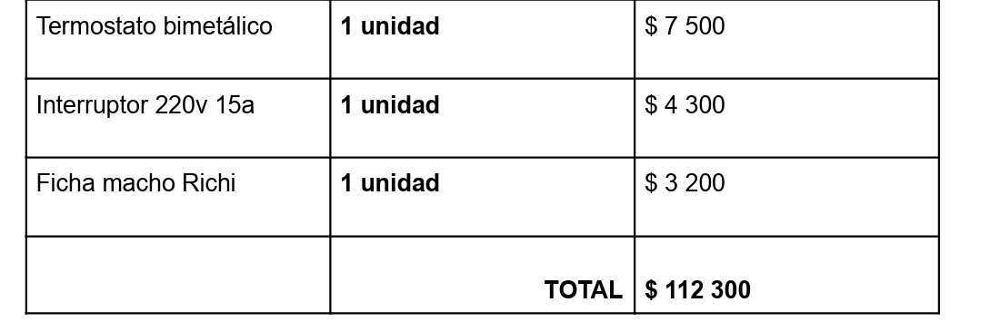 Termostato bimetálico 1 unidad $ 7 500
Interruptor 220v 15a 1 unidad $ 4 300
Ficha macho Richi 1 unidad $ 3 200
TOTAL $ 112 300